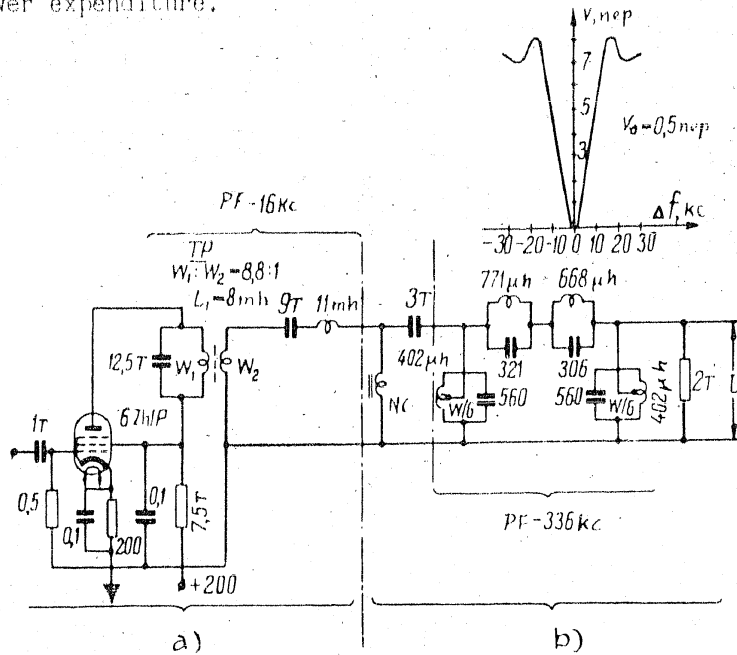 wer expenditure.
V, nep
7
5
3
V₀=0,5 nep
Δf, кс
-30 -20 -10 0 10 20 30
PF-16кс
TP
W₁:W₂=8,8:1
L₁=8mh
9T
11mh
3T
771μh
668μh
12,5T
W₁
W₂
402μh
321
306
NC
W/6
560
560
W/6
402μh
2T
1T
6Zh1P
0,5
0,1
200
0,1
7,5T
+200
PF-336кс
a)
b)